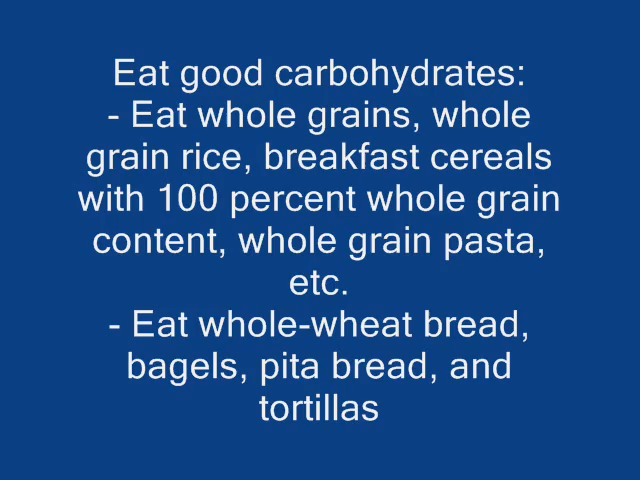 Eat good carbohydrates:
- Eat whole grains, whole
grain rice, breakfast cereals
with 100 percent whole grain
content, whole grain pasta,
etc.
- Eat whole-wheat bread,
bagels, pita bread, and
tortillas